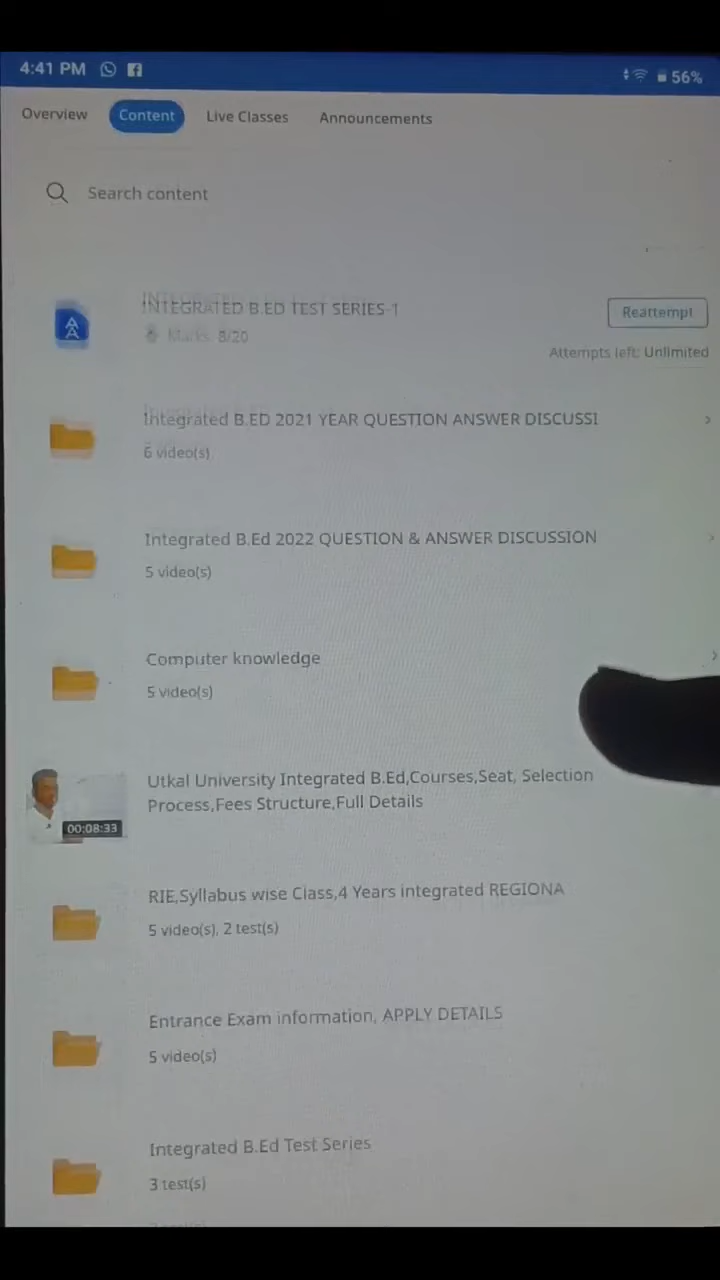 4:41 PM
56%
Overview
Content
Live Classes
Announcements
Search content
INTEGRATED B.ED TEST SERIES-1
Reattempt
Marks: 8/20
Attempts left: Unlimited
Integrated B.ED 2021 YEAR QUESTION ANSWER DISCUSSI
6 video(s)
Integrated B.Ed 2022 QUESTION & ANSWER DISCUSSION
5 video(s)
Computer knowledge
5 video(s)
Utkal University Integrated B.Ed,Courses,Seat, Selection
Process,Fees Structure,Full Details
00:08:33
RIE,Syllabus wise Class,4 Years integrated REGIONA
5 video(s), 2 test(s)
Entrance Exam information, APPLY DETAILS
5 video(s)
Integrated B.Ed Test Series
3 test(s)